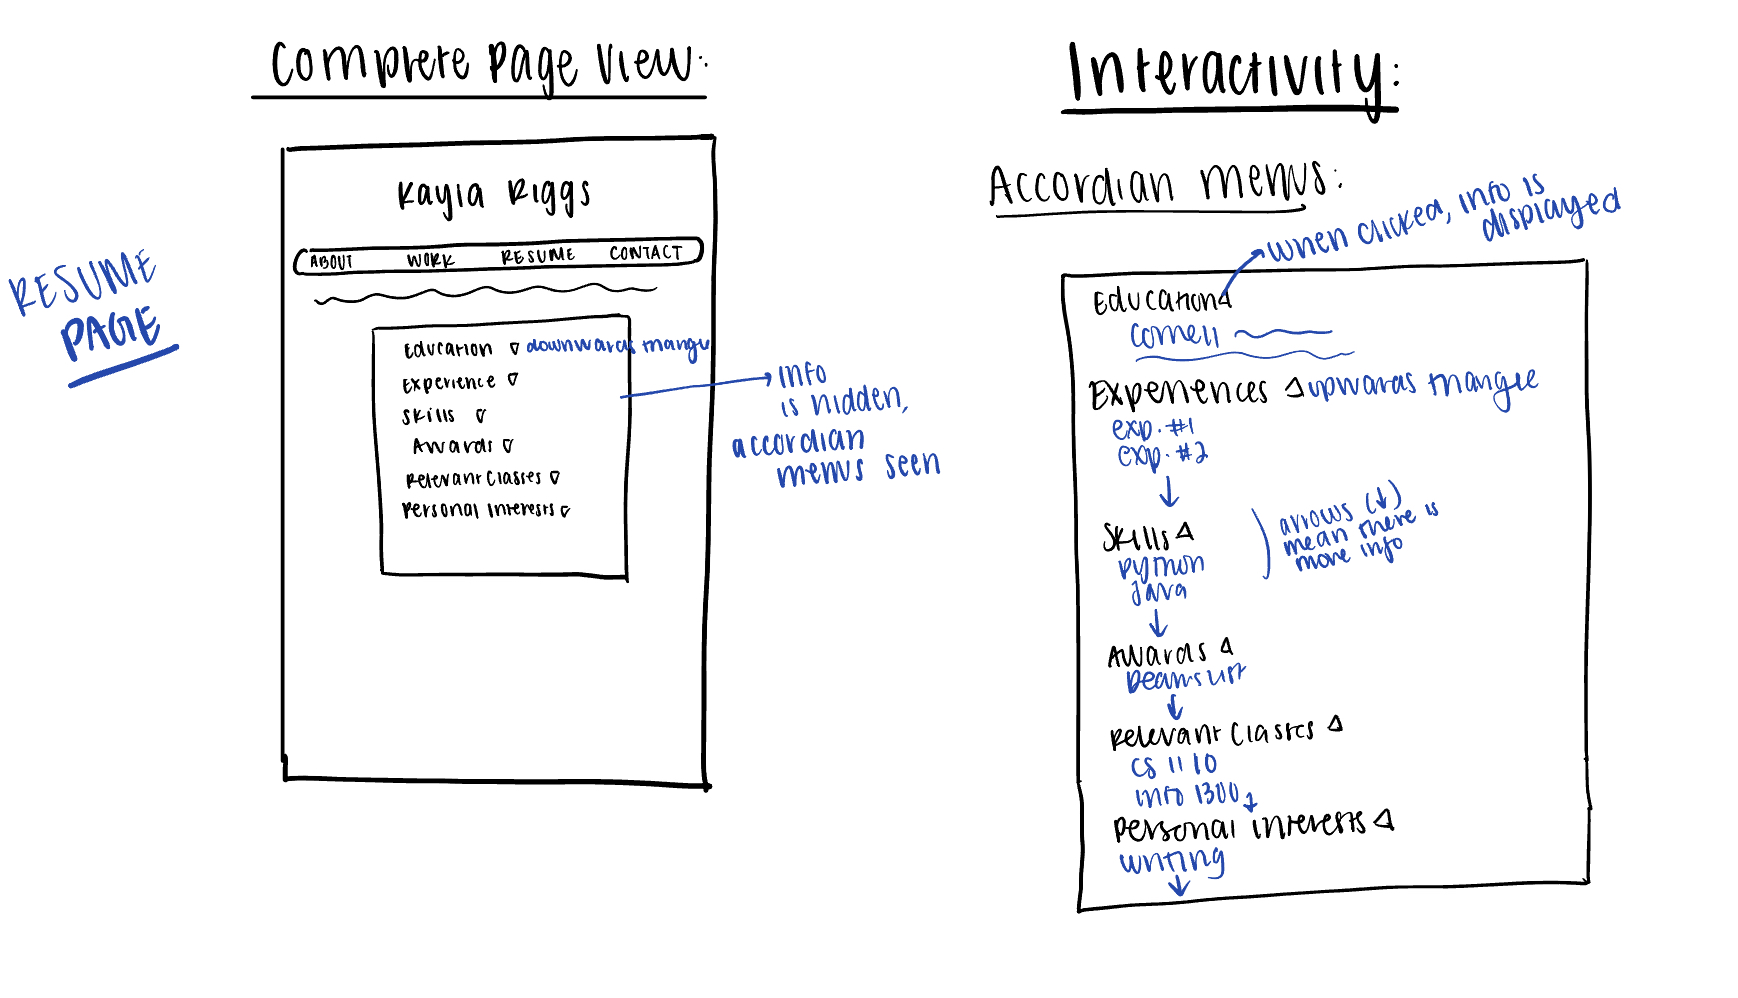 Complete Page View:
Interactivity:
RESUME
PAGE
Kayla Riggs
ABOUT WORK RESUME CONTACT
Education downwards triangle
Experience
Skills
Awards
Relevant Classes
Personal Interests
info
is hidden,
accordian
menus seen
Accordian menus:
when clicked, info is
displayed
Education
cornell
Experiences upwards triangle
exp. #1
exp. #2
↓
Skills
python
java
↓
arrows (↓)
mean there is
more info
Awards
Deans list
↓
Relevant Classes
CS 1110
info 1300 ↓
Personal Interests
writing
↓